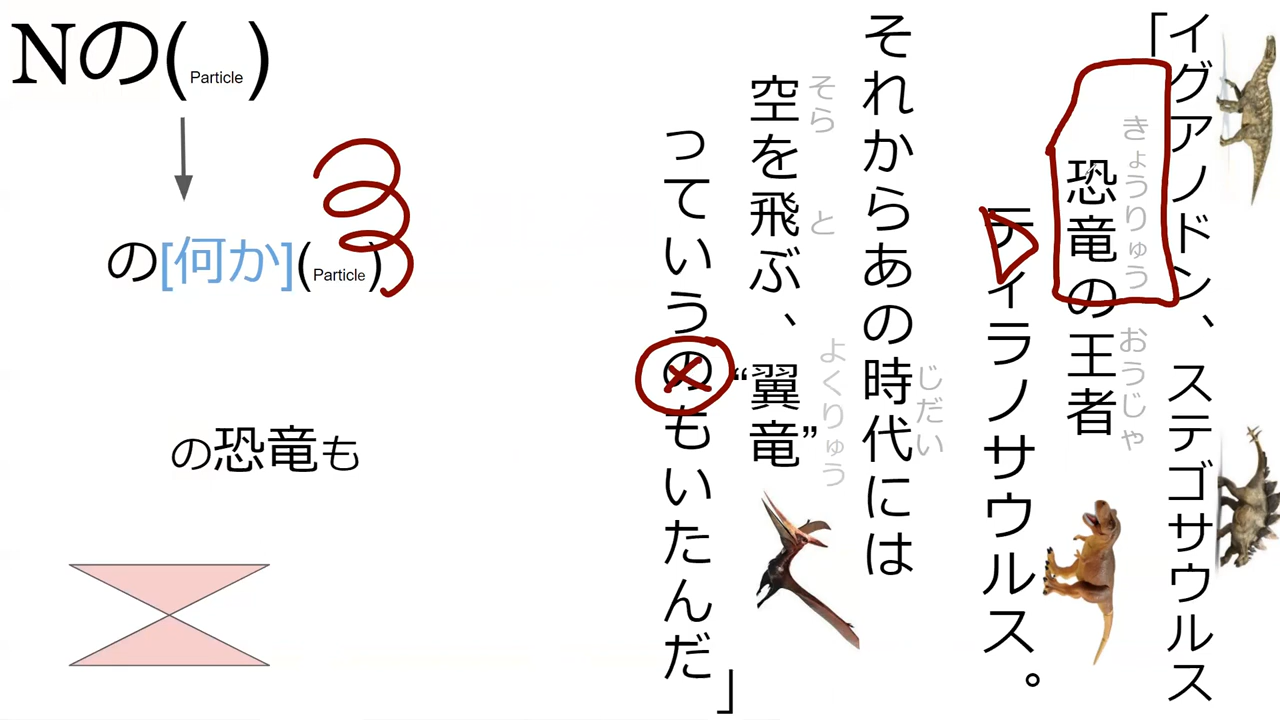 Nの(Particle)
の[何か](Particle)
の恐竜も
「イグアノドン、ステゴサウルス
きょうりゅう おうじゃ
恐竜の王者
ティラノサウルス。
じだい
それからあの時代には
そら と よくりゅう
空を飛ぶ、“翼竜”
っていうのもいたんだ」